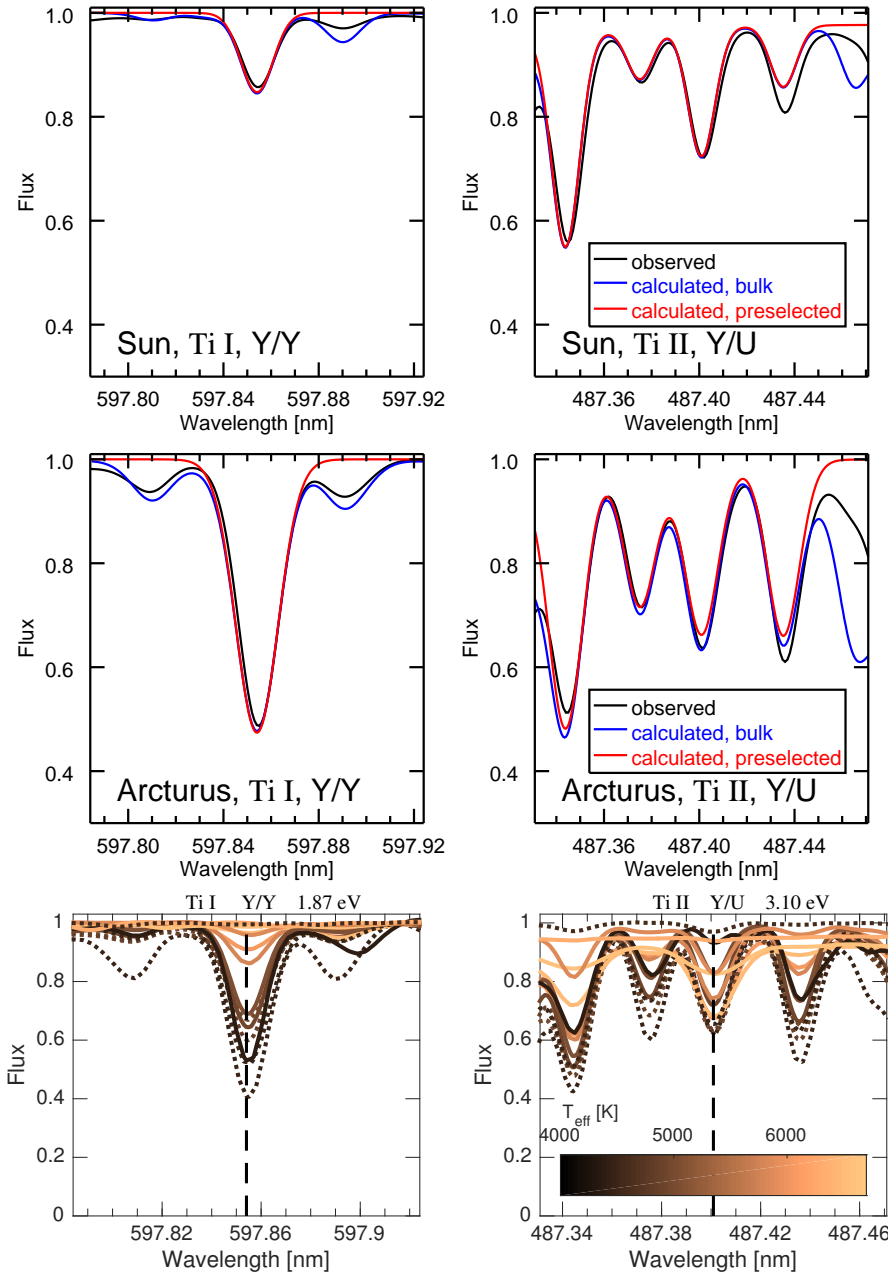 1.0
0.8
0.6
0.4
Flux
Sun, Ti I, Y/Y
597.80 597.84 597.88 597.92
Wavelength [nm]
1.0
0.8
0.6
0.4
Flux
observed
calculated, bulk
calculated, preselected
Sun, Ti II, Y/U
487.36 487.40 487.44
Wavelength [nm]
1.0
0.8
0.6
0.4
Flux
Arcturus, Ti I, Y/Y
597.80 597.84 597.88 597.92
Wavelength [nm]
1.0
0.8
0.6
0.4
Flux
observed
calculated, bulk
calculated, preselected
Arcturus, Ti II, Y/U
487.36 487.40 487.44
Wavelength [nm]
Ti I Y/Y 1.87 eV
1
0.8
0.6
0.4
0.2
0
Flux
597.82 597.86 597.9
Wavelength [nm]
Ti II Y/U 3.10 eV
1
0.8
0.6
0.4
0.2
0
Flux
T_eff [K]
4000 5000 6000
487.34 487.38 487.42 487.46
Wavelength [nm]